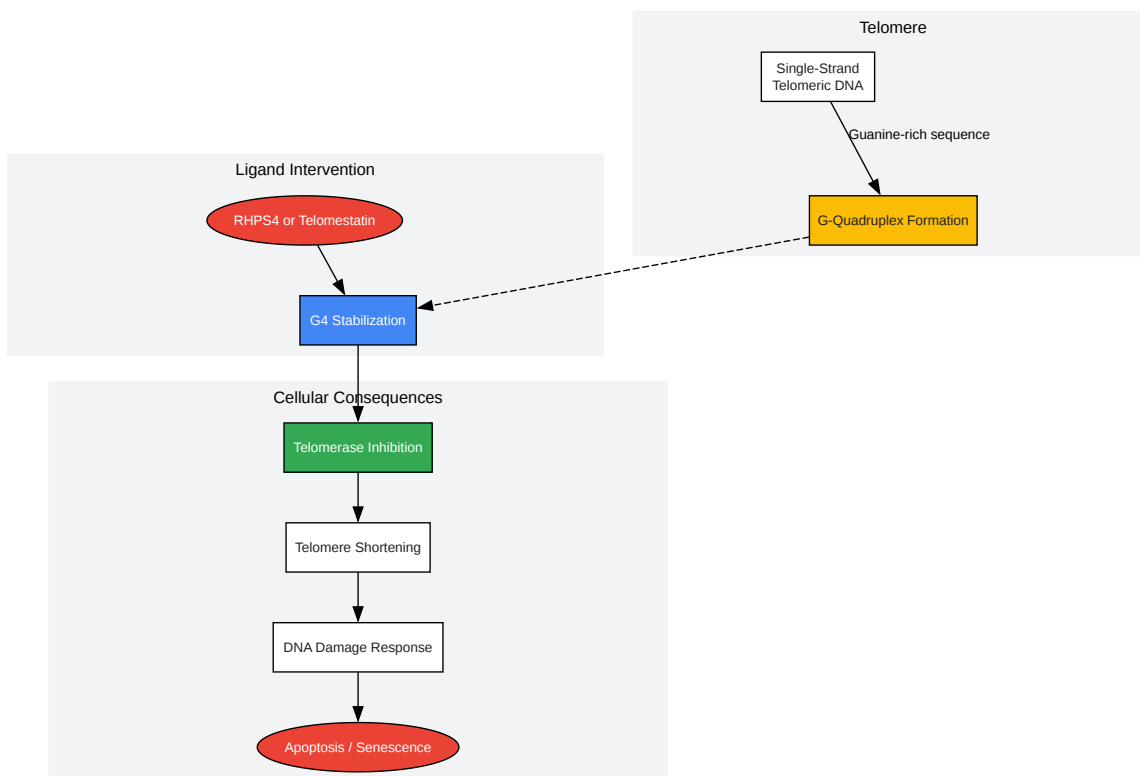 Telomere
Single-Strand
Telomeric DNA
Guanine-rich sequence
Ligand Intervention
RHPS4 or Telomestatin
G-Quadruplex Formation
G4 Stabilization
Cellular Consequences
Telomerase Inhibition
Telomere Shortening
DNA Damage Response
Apoptosis / Senescence